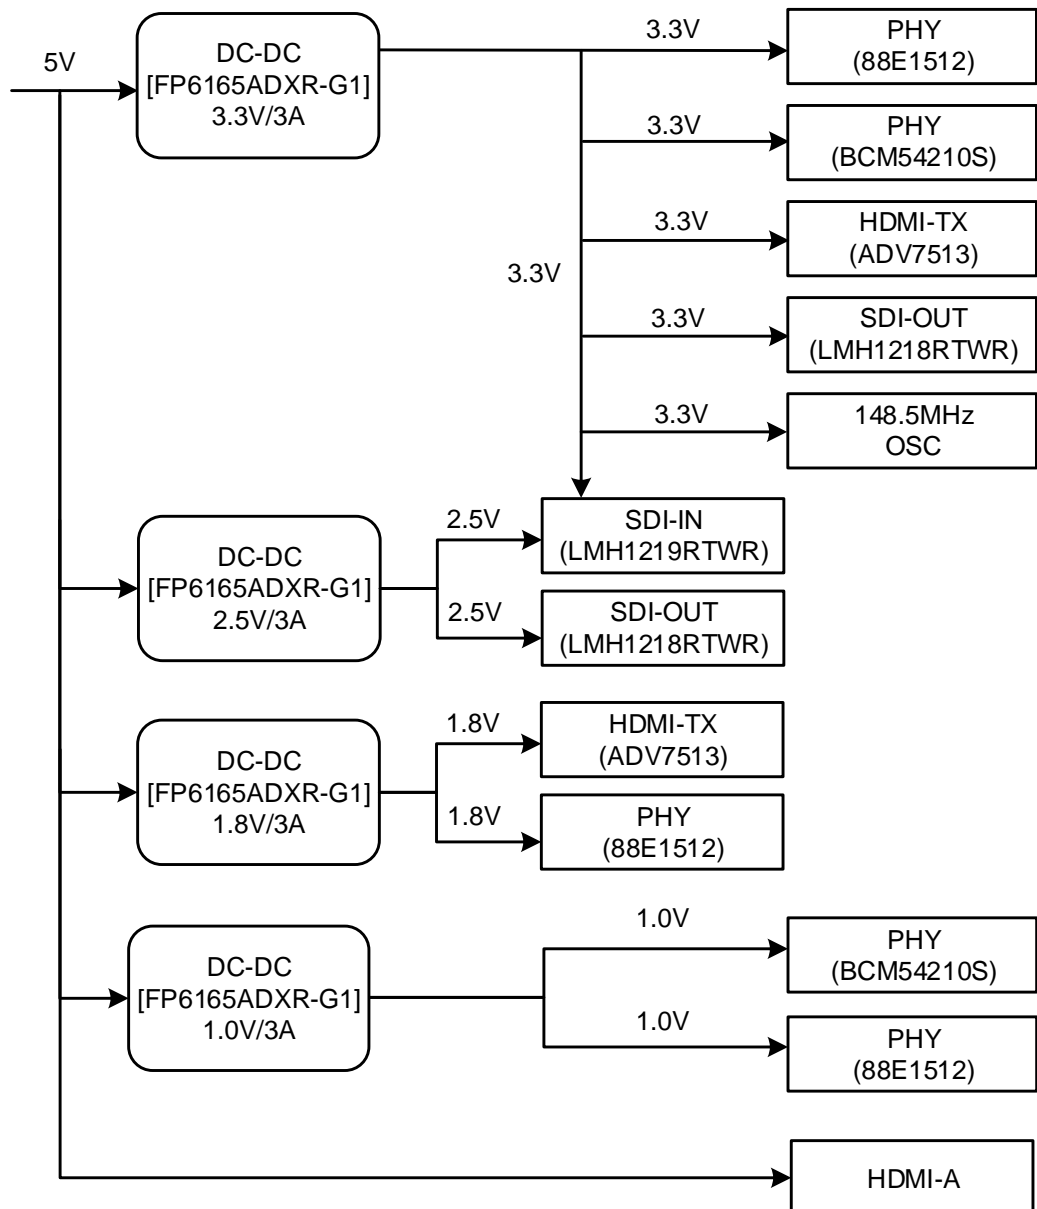 5V
DC-DC
[FP6165ADXR-G1]
3.3V/3A
3.3V
PHY
(88E1512)
3.3V
PHY
(BCM54210S)
3.3V
HDMI-TX
(ADV7513)
3.3V
3.3V
SDI-OUT
(LMH1218RTWR)
3.3V
148.5MHz
OSC
DC-DC
[FP6165ADXR-G1]
2.5V/3A
2.5V
SDI-IN
(LMH1219RTWR)
2.5V
SDI-OUT
(LMH1218RTWR)
DC-DC
[FP6165ADXR-G1]
1.8V/3A
1.8V
HDMI-TX
(ADV7513)
1.8V
PHY
(88E1512)
DC-DC
[FP6165ADXR-G1]
1.0V/3A
1.0V
PHY
(BCM54210S)
1.0V
PHY
(88E1512)
HDMI-A